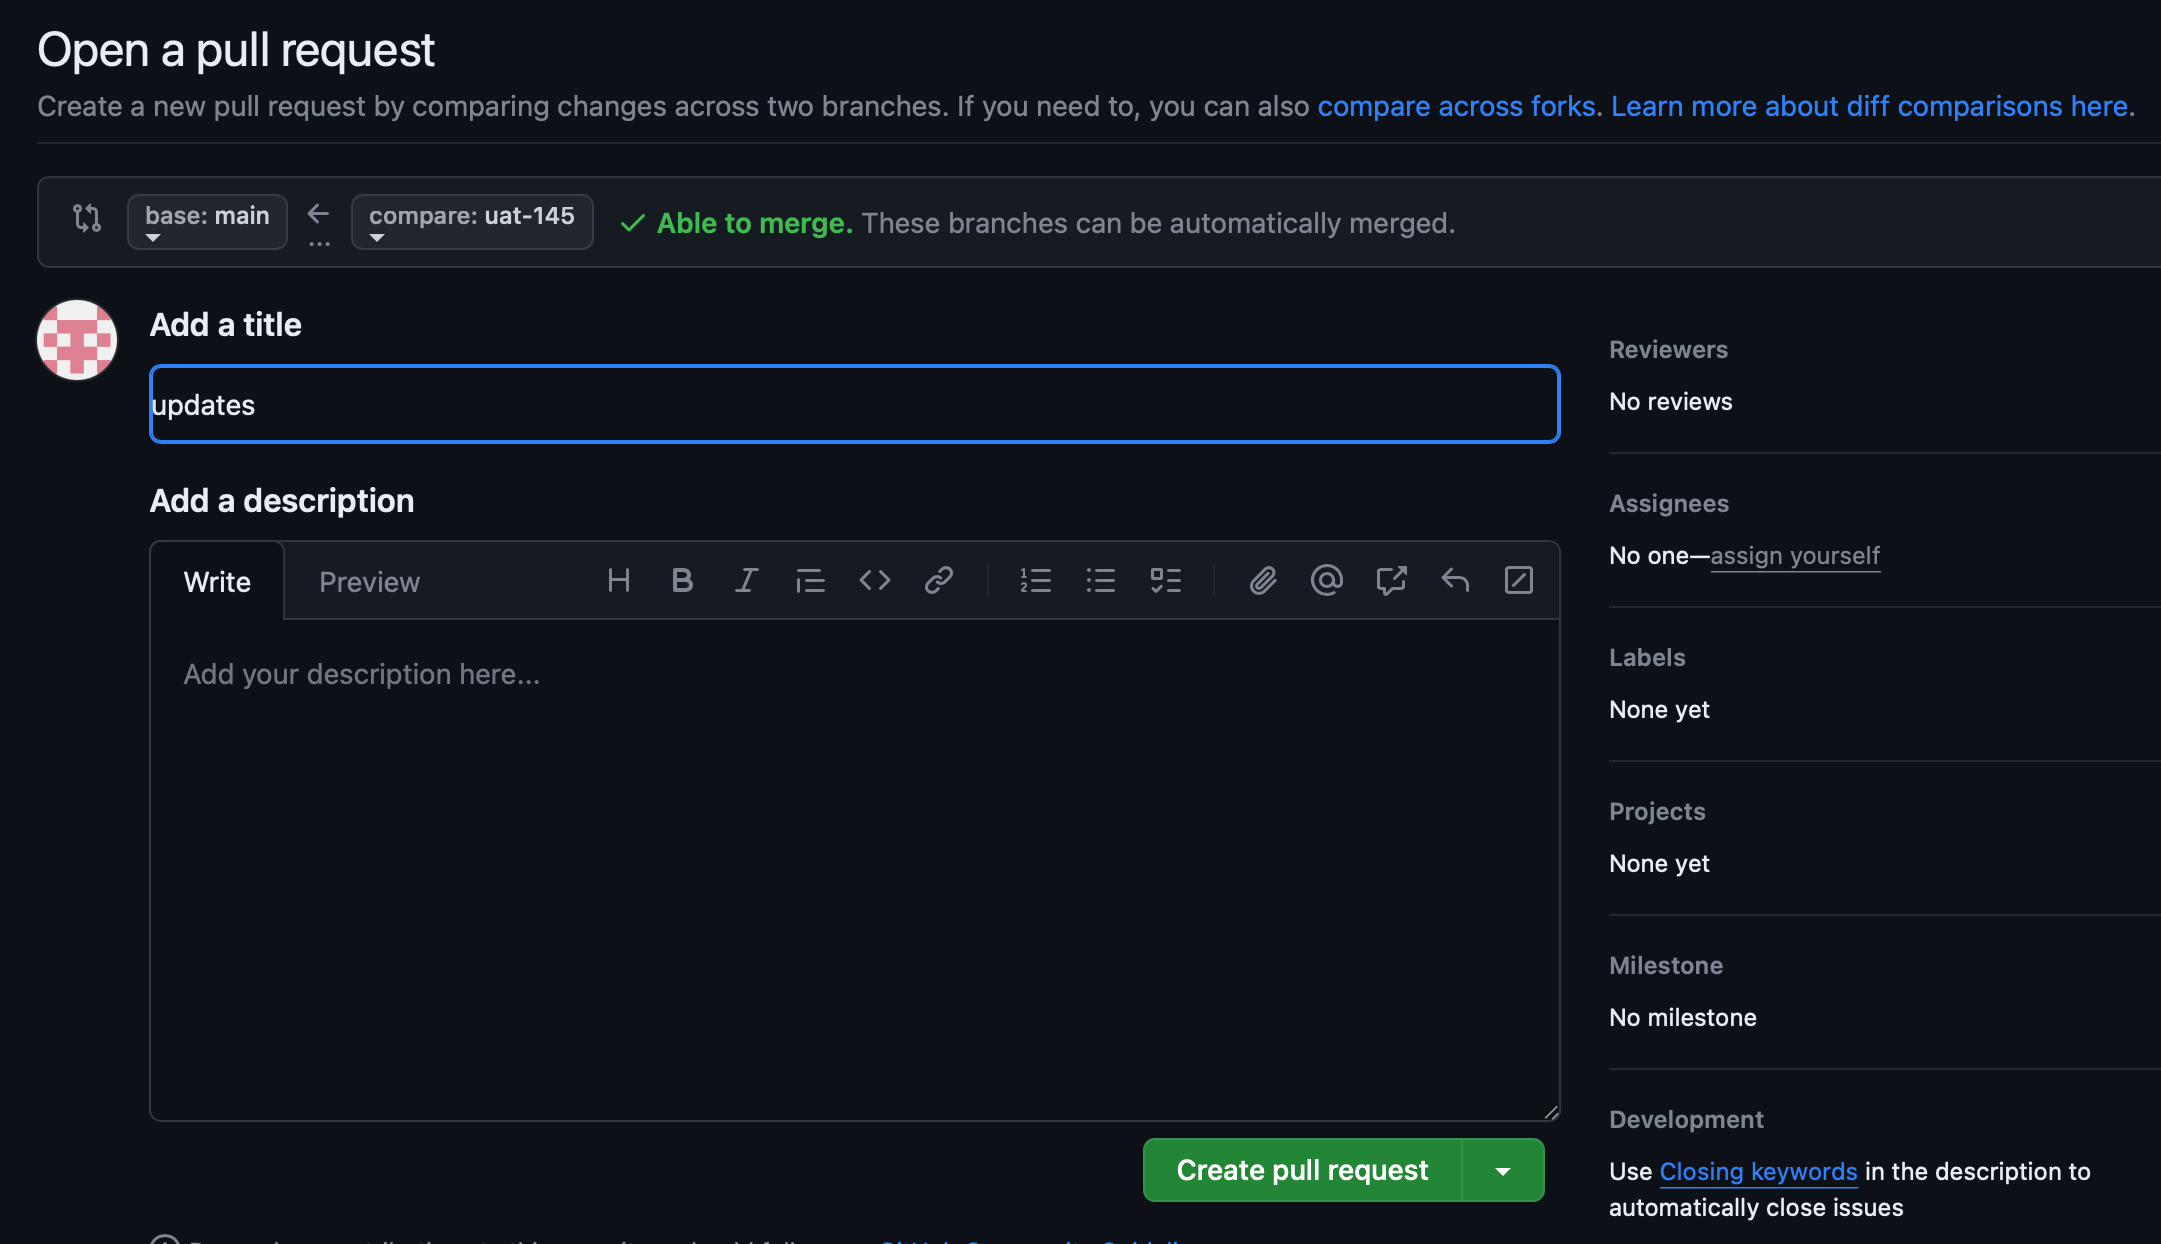 Open a pull request
Create a new pull request by comparing changes across two branches. If you need to, you can also compare across forks. Learn more about diff comparisons here.
base: main
compare: uat-145
Able to merge. These branches can be automatically merged.
Add a title
updates
Add a description
Write Preview
Add your description here...
Create pull request
Reviewers
No reviews
Assignees
No one—assign yourself
Labels
None yet
Projects
None yet
Milestone
No milestone
Development
Use Closing keywords in the description to
automatically close issues